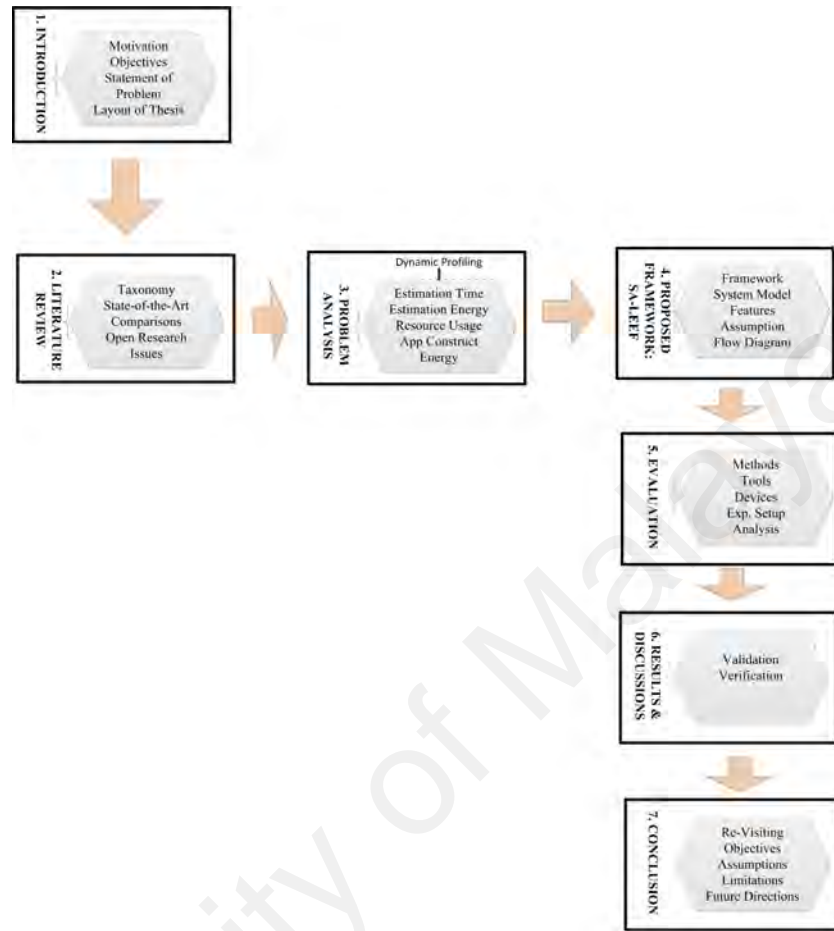 1. INTRODUCTION
Motivation
Objectives
Statement of
Problem
Layout of Thesis
2. LITERATURE
REVIEW
Taxonomy
State-of-the-Art
Comparisons
Open Research
Issues
3. PROBLEM
ANALYSIS
Dynamic Profiling
Estimation Time
Estimation Energy
Resource Usage
App Construct
Energy
4. PROPOSED
FRAMEWORK:
SA-LEEF
Framework
System Model
Features
Assumption
Flow Diagram
5. EVALUATION
Methods
Tools
Devices
Exp. Setup
Analysis
6. RESULTS &
DISCUSSIONS
Validation
Verification
7. CONCLUSION
Re-Visiting
Objectives
Assumptions
Limitations
Future Directions
ity of Malaya